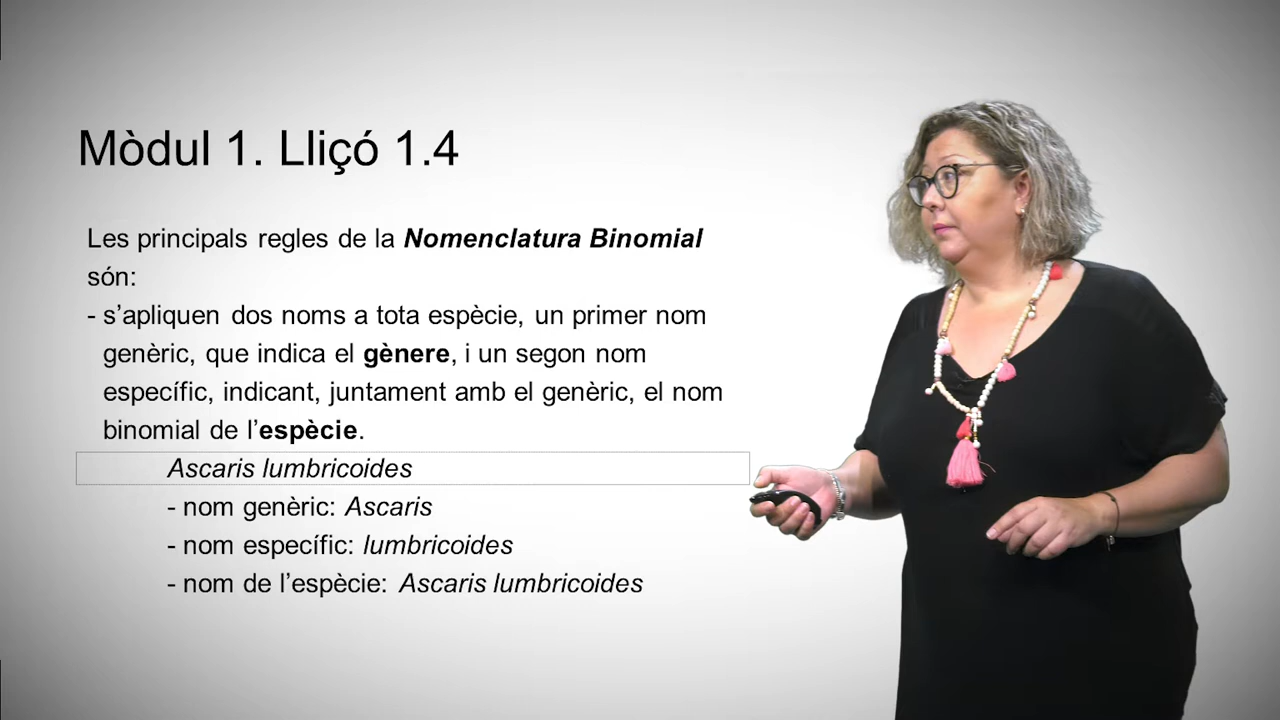 Mòdul 1. Lliçó 1.4
Les principals regles de la Nomenclatura Binomial
són:
- s’apliquen dos noms a tota espècie, un primer nom
genèric, que indica el gènere, i un segon nom
específic, indicant, juntament amb el genèric, el nom
binomial de l’espècie.
Ascaris lumbricoides
- nom genèric: Ascaris
- nom específic: lumbricoides
- nom de l’espècie: Ascaris lumbricoides